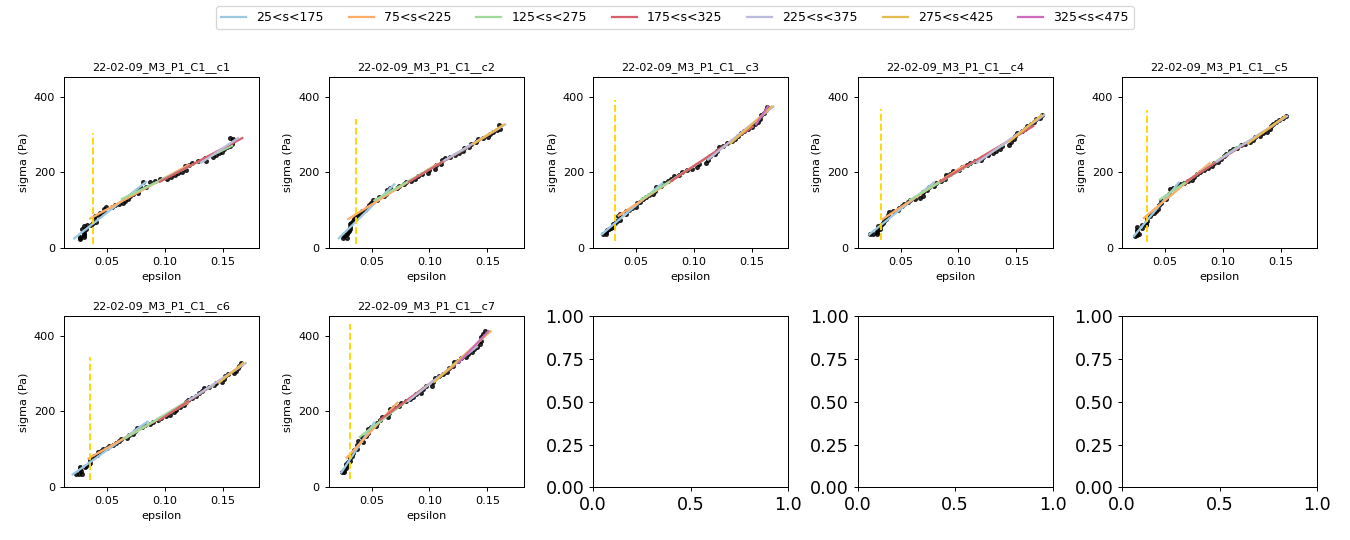 25<s<175 75<s<225 125<s<275 175<s<325 225<s<375 275<s<425 325<s<475
22-02-09_M3_P1_C1__c1 22-02-09_M3_P1_C1__c2 22-02-09_M3_P1_C1__c3 22-02-09_M3_P1_C1__c4 22-02-09_M3_P1_C1__c5
400 400 400 400 400
sigma (Pa) sigma (Pa) sigma (Pa) sigma (Pa) sigma (Pa)
200 200 200 200 200
0 0 0 0 0
0.05 0.10 0.15 0.05 0.10 0.15 0.05 0.10 0.15 0.05 0.10 0.15 0.05 0.10 0.15
epsilon epsilon epsilon epsilon epsilon
22-02-09_M3_P1_C1__c6 22-02-09_M3_P1_C1__c7
1.00 1.00 1.00
400 400
0.75 0.75 0.75
sigma (Pa) sigma (Pa)
200 200
0.50 0.50 0.50
0.25 0.25 0.25
0 0 0.00 0.00 0.00
0.05 0.10 0.15 0.05 0.10 0.15 0.0 0.5 1.0 0.0 0.5 1.0 0.0 0.5 1.0
epsilon epsilon